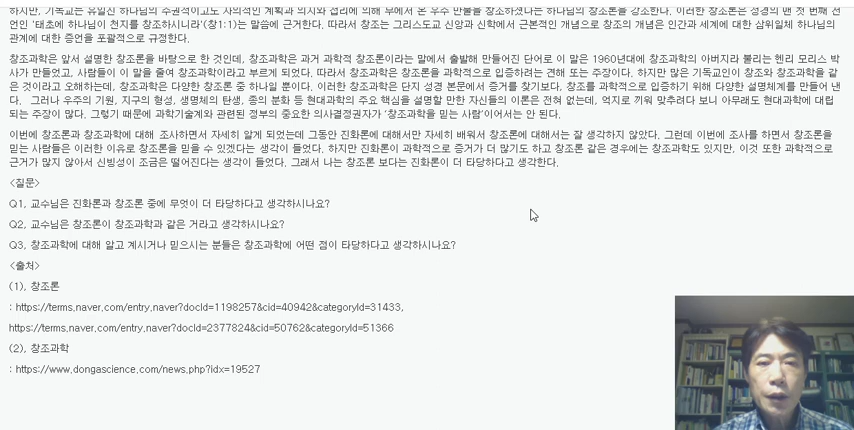 하지만, 기독교는 유일신 하나님의 주권적이고도 자의적인 계획과 의지와 섭리에 의해 무에서 온 우주 만물을 창조하셨다는 하나님의 창조론을 강조한다. 이러한 창조론은 성경의 맨 첫 번째 선
언인 '태초에 하나님이 천지를 창조하시니라'(창1:1)는 말씀에 근거한다. 따라서 창조는 그리스도교 신앙과 신학에서 근본적인 개념으로 창조의 개념은 인간과 세계에 대한 삼위일체 하나님의
관계에 대한 증언을 포괄적으로 규정한다.
창조과학은 앞서 설명한 창조론을 바탕으로 한 것인데, 창조과학은 과거 과학적 창조론이라는 말에서 출발해 만들어진 단어로 이 말은 1960년대에 창조과학의 아버지라 불리는 헨리 모리스 박
사가 만들었고, 사람들이 이 말을 줄여 창조과학이라고 부르게 되었다. 따라서 창조과학은 창조론을 과학적으로 입증하려는 견해 또는 주장이다. 하지만 많은 기독교인이 창조와 창조과학을 같
은 것이라고 오해하는데, 창조과학은 다양한 창조론 중 하나일 뿐이다. 이러한 창조과학은 단지 성경 본문에서 증거를 찾기보다, 창조를 과학적으로 입증하기 위해 다양한 설명체계를 만들어 낸
다. 그러나 우주의 기원, 지구의 형성, 생명체의 탄생, 종의 분화 등 현대과학의 주요 핵심을 설명할 만한 자신들의 이론은 전혀 없는데, 억지로 끼워 맞추려다 보니 아무래도 현대과학에 대립
되는 주장이 많다. 그렇기 때문에 과학기술계와 관련된 정부의 중요한 의사결정권자가 '창조과학을 믿는 사람'이어서는 안 된다.
이번에 창조론과 창조과학에 대해 조사하면서 자세히 알게 되었는데 그동안 진화론에 대해서만 자세히 배워서 창조론에 대해서는 잘 생각하지 않았다. 그런데 이번에 조사를 하면서 창조론을
믿는 사람들은 이러한 이유로 창조론을 믿을 수 있겠다는 생각이 들었다. 하지만 진화론이 과학적으로 증거가 더 많기도 하고 창조론 같은 경우에는 창조과학도 있지만, 이것 또한 과학적으로
근거가 많지 않아서 신빙성이 조금은 떨어진다는 생각이 들었다. 그래서 나는 창조론 보다는 진화론이 더 타당하다고 생각한다.
<질문>
Q1, 교수님은 진화론과 창조론 중에 무엇이 더 타당하다고 생각하시나요?
Q2, 교수님은 창조론이 창조과학과 같은 거라고 생각하시나요?
Q3, 창조과학에 대해 알고 계시거나 믿으시는 분들은 창조과학에 어떤 점이 타당하다고 생각하시나요?
<출처>
(1), 창조론
: https://terms.naver.com/entry.naver?docId=1198257&cid=40942&categoryId=31433,
https://terms.naver.com/entry.naver?docId=2377824&cid=50762&categoryId=51366
(2), 창조과학
: https://www.dongascience.com/news.php?idx=19527